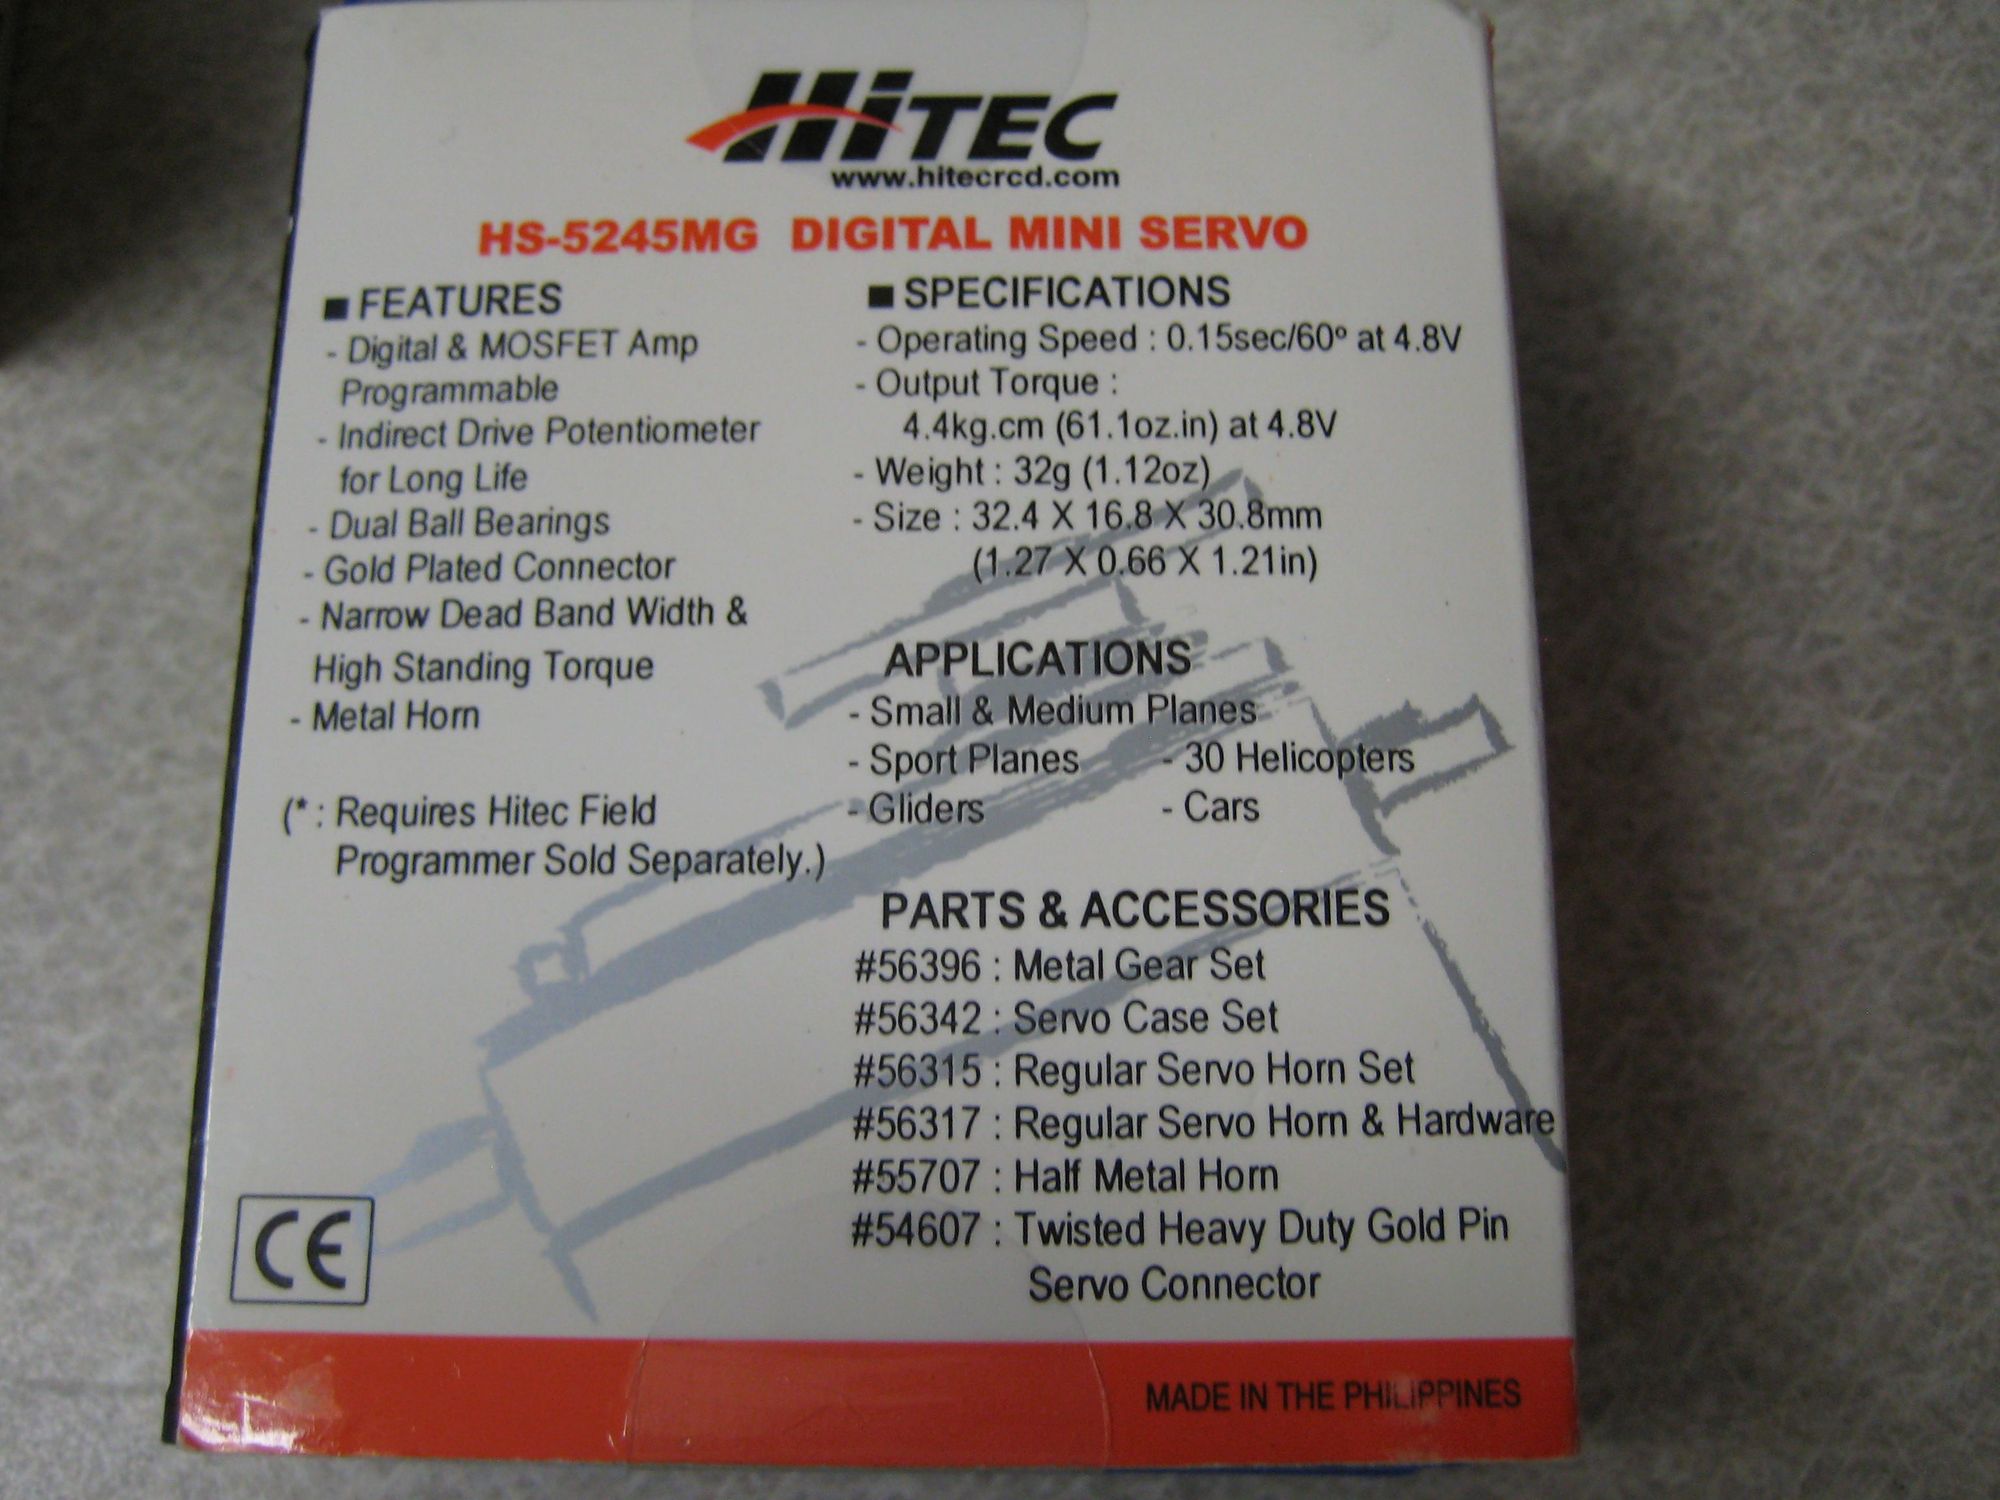 HiTEC
www.hitecrcd.com
HS-5245MG DIGITAL MINI SERVO
■ FEATURES
- Digital & MOSFET Amp
Programmable
- Indirect Drive Potentiometer
for Long Life
- Dual Ball Bearings
- Gold Plated Connector
- Narrow Dead Band Width &
High Standing Torque
- Metal Horn
(* : Requires Hitec Field
Programmer Sold Separately.)
■ SPECIFICATIONS
- Operating Speed : 0.15sec/60º at 4.8V
- Output Torque :
4.4kg.cm (61.1oz.in) at 4.8V
- Weight : 32g (1.12oz)
- Size : 32.4 X 16.8 X 30.8mm
(1.27 X 0.66 X 1.21in)
APPLICATIONS
- Small & Medium Planes
- Sport Planes - 30 Helicopters
- Gliders - Cars
PARTS & ACCESSORIES
#56396 : Metal Gear Set
#56342 : Servo Case Set
#56315 : Regular Servo Horn Set
#56317 : Regular Servo Horn & Hardware
#55707 : Half Metal Horn
#54607 : Twisted Heavy Duty Gold Pin
Servo Connector
CE
MADE IN THE PHILIPPINES